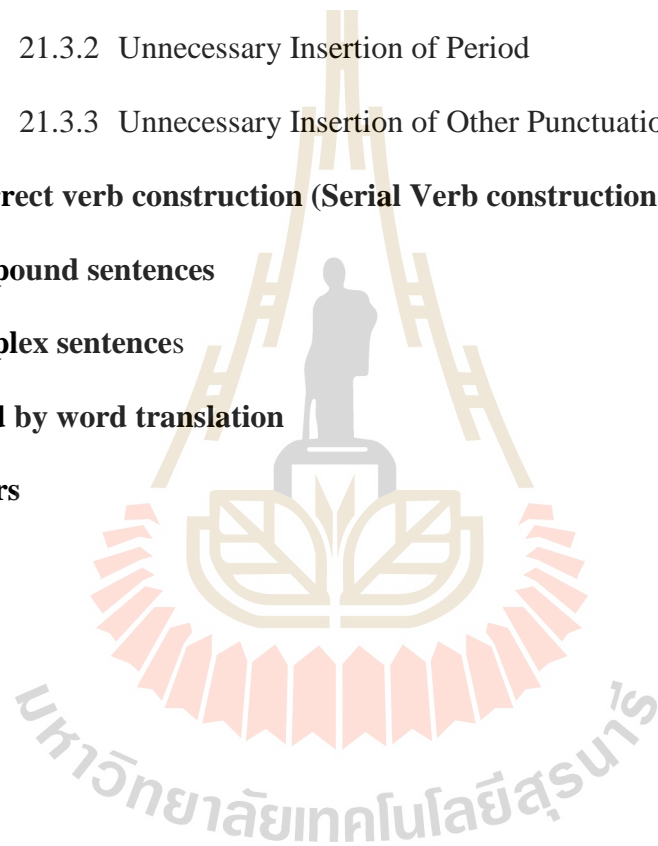 21.3.2 Unnecessary Insertion of Period
21.3.3 Unnecessary Insertion of Other Punctuatio
rrect verb construction (Serial Verb construction
pound sentences
plex sentences
l by word translation
rs
มหาวิทยาลัยเทคโนโลยีสุรนารี